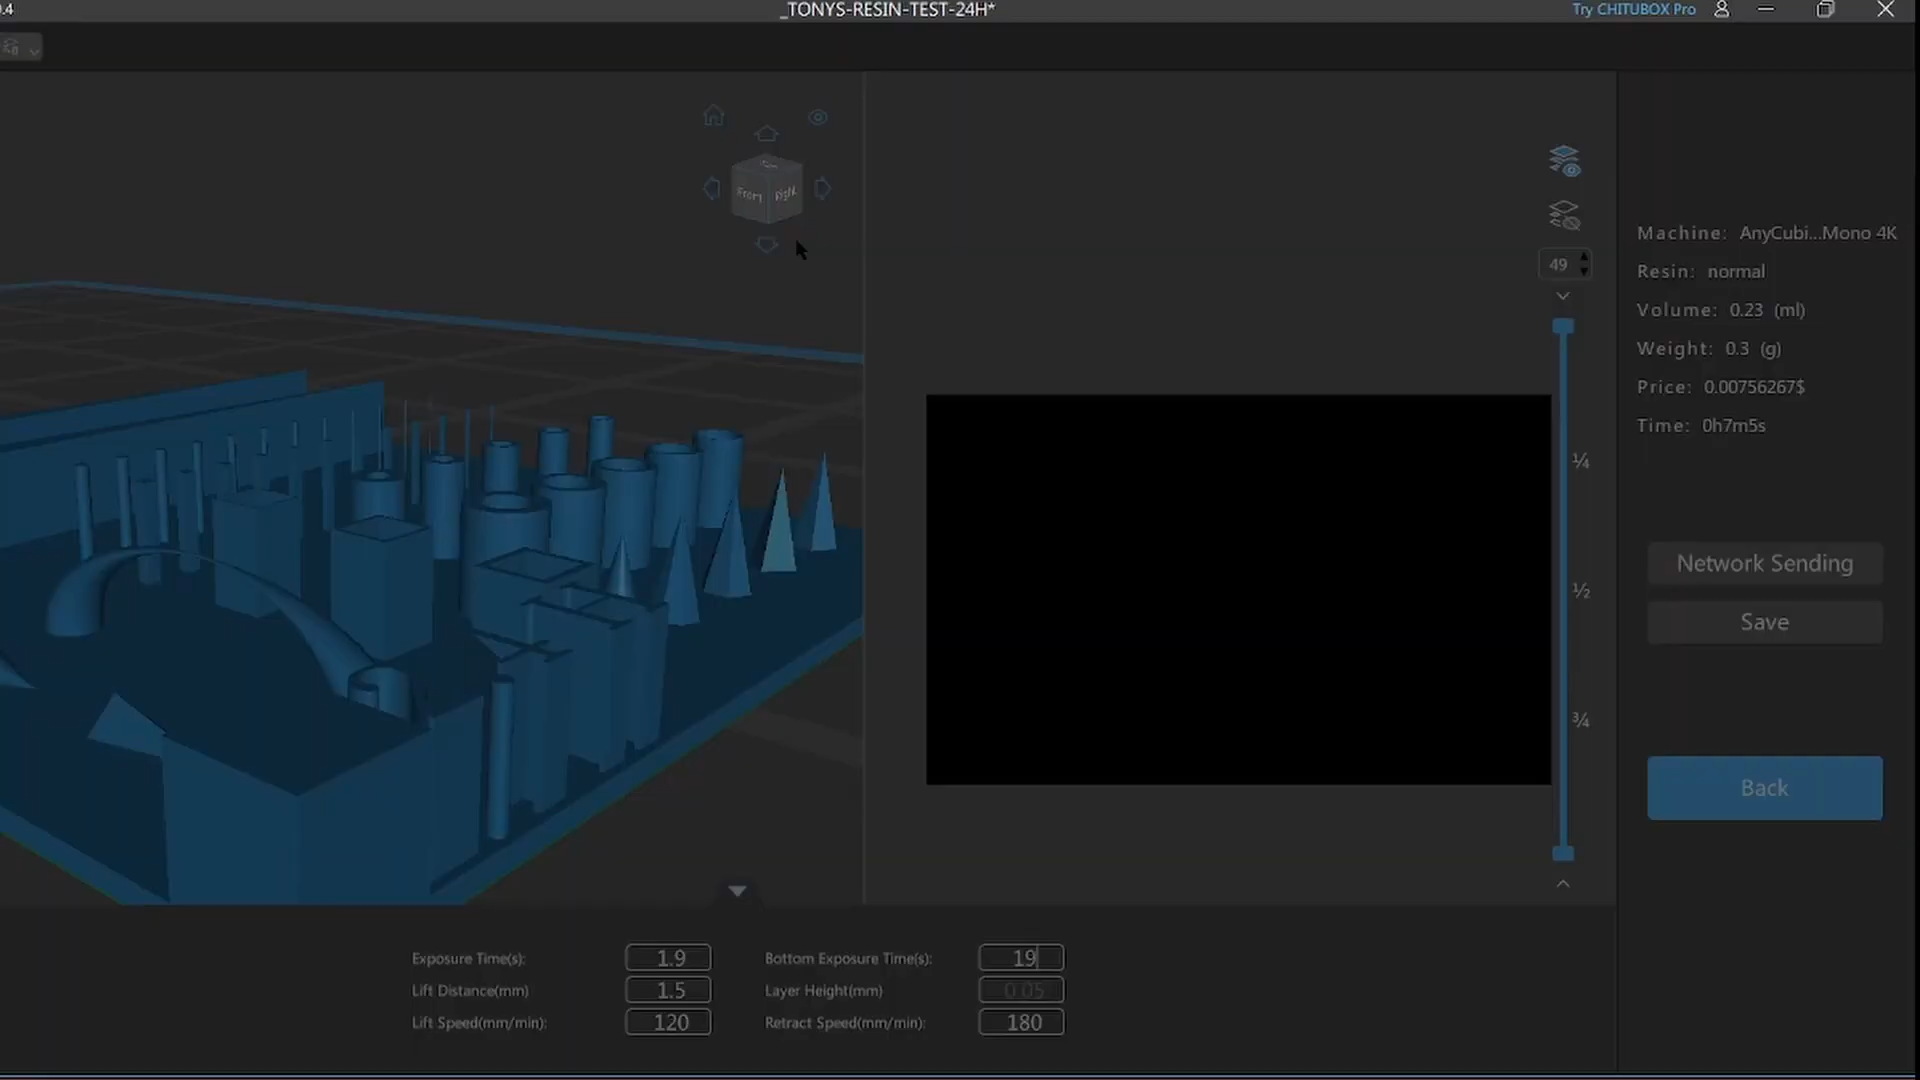 .4
_TONYS-RESIN-TEST-24H*
Try CHITUBOX Pro
Front
Right
49
¼
½
¾
Machine: AnyCubi...Mono 4K
Resin: normal
Volume: 0.23 (ml)
Weight: 0.3 (g)
Price: 0.00756267$
Time: 0h7m5s
Network Sending
Save
Back
Exposure Time(s): 1.9
Bottom Exposure Time(s): 19
Lift Distance(mm) 1.5
Layer Height(mm) 0.05
Lift Speed(mm/min): 120
Retract Speed(mm/min): 180